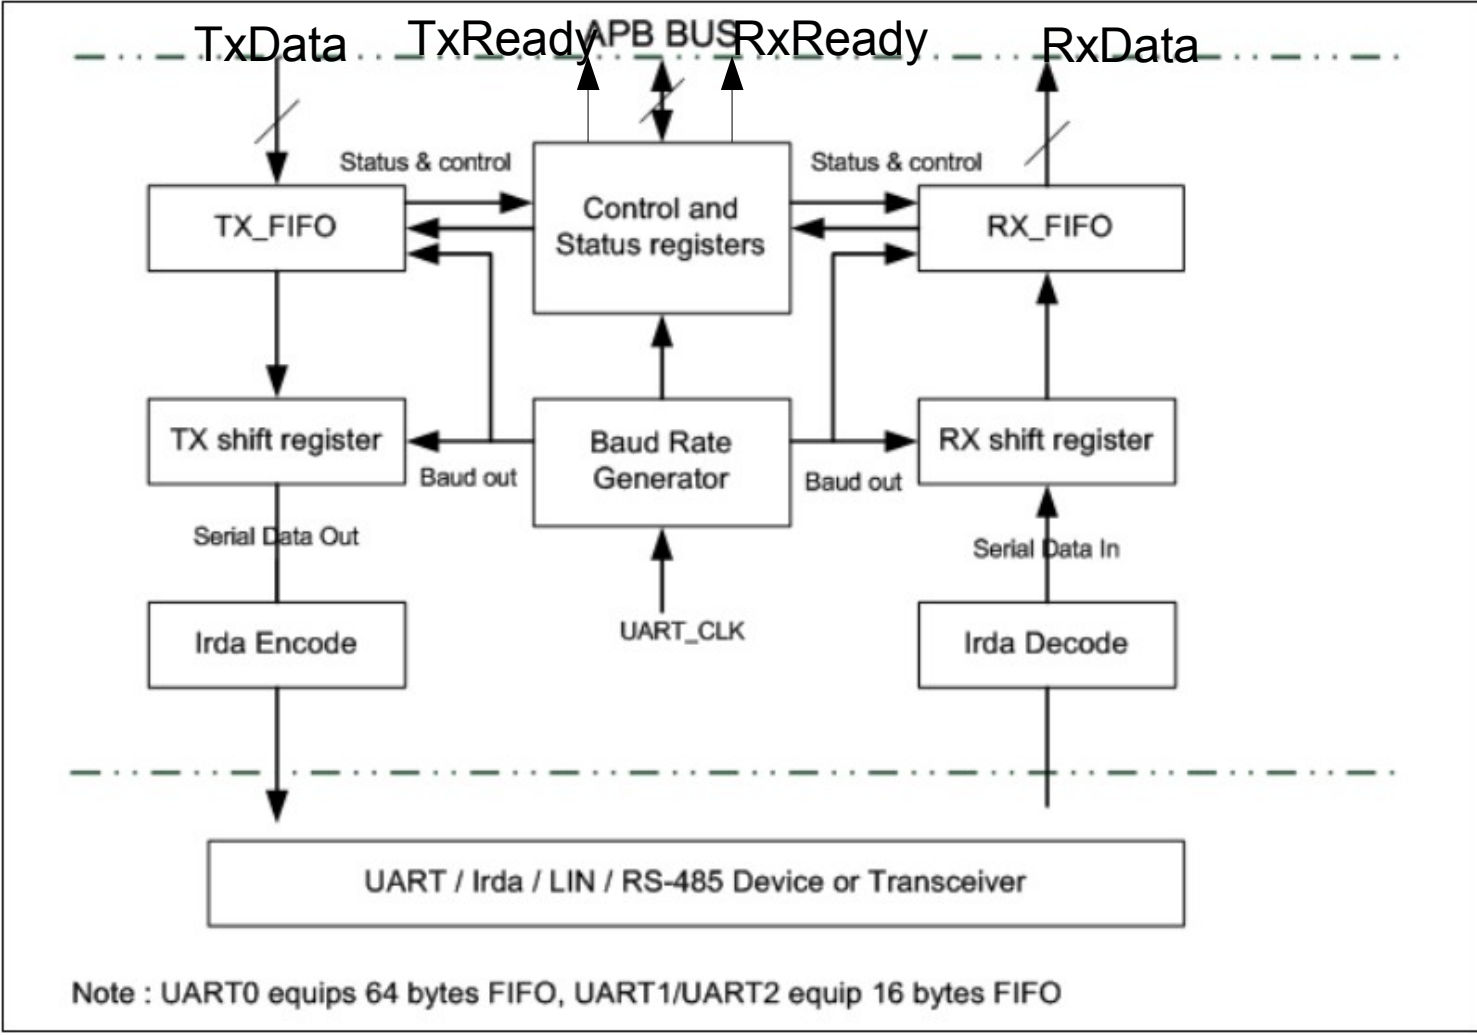 TxData TxReady APB BUS RxReady RxData
Status & control Status & control
TX_FIFO
Control and
Status registers
RX_FIFO
TX shift register
Baud Rate
Generator
RX shift register
Baud out Baud out
Serial Data Out Serial Data In
UART_CLK
Irda Encode Irda Decode
UART / Irda / LIN / RS-485 Device or Transceiver
Note : UART0 equips 64 bytes FIFO, UART1/UART2 equip 16 bytes FIFO